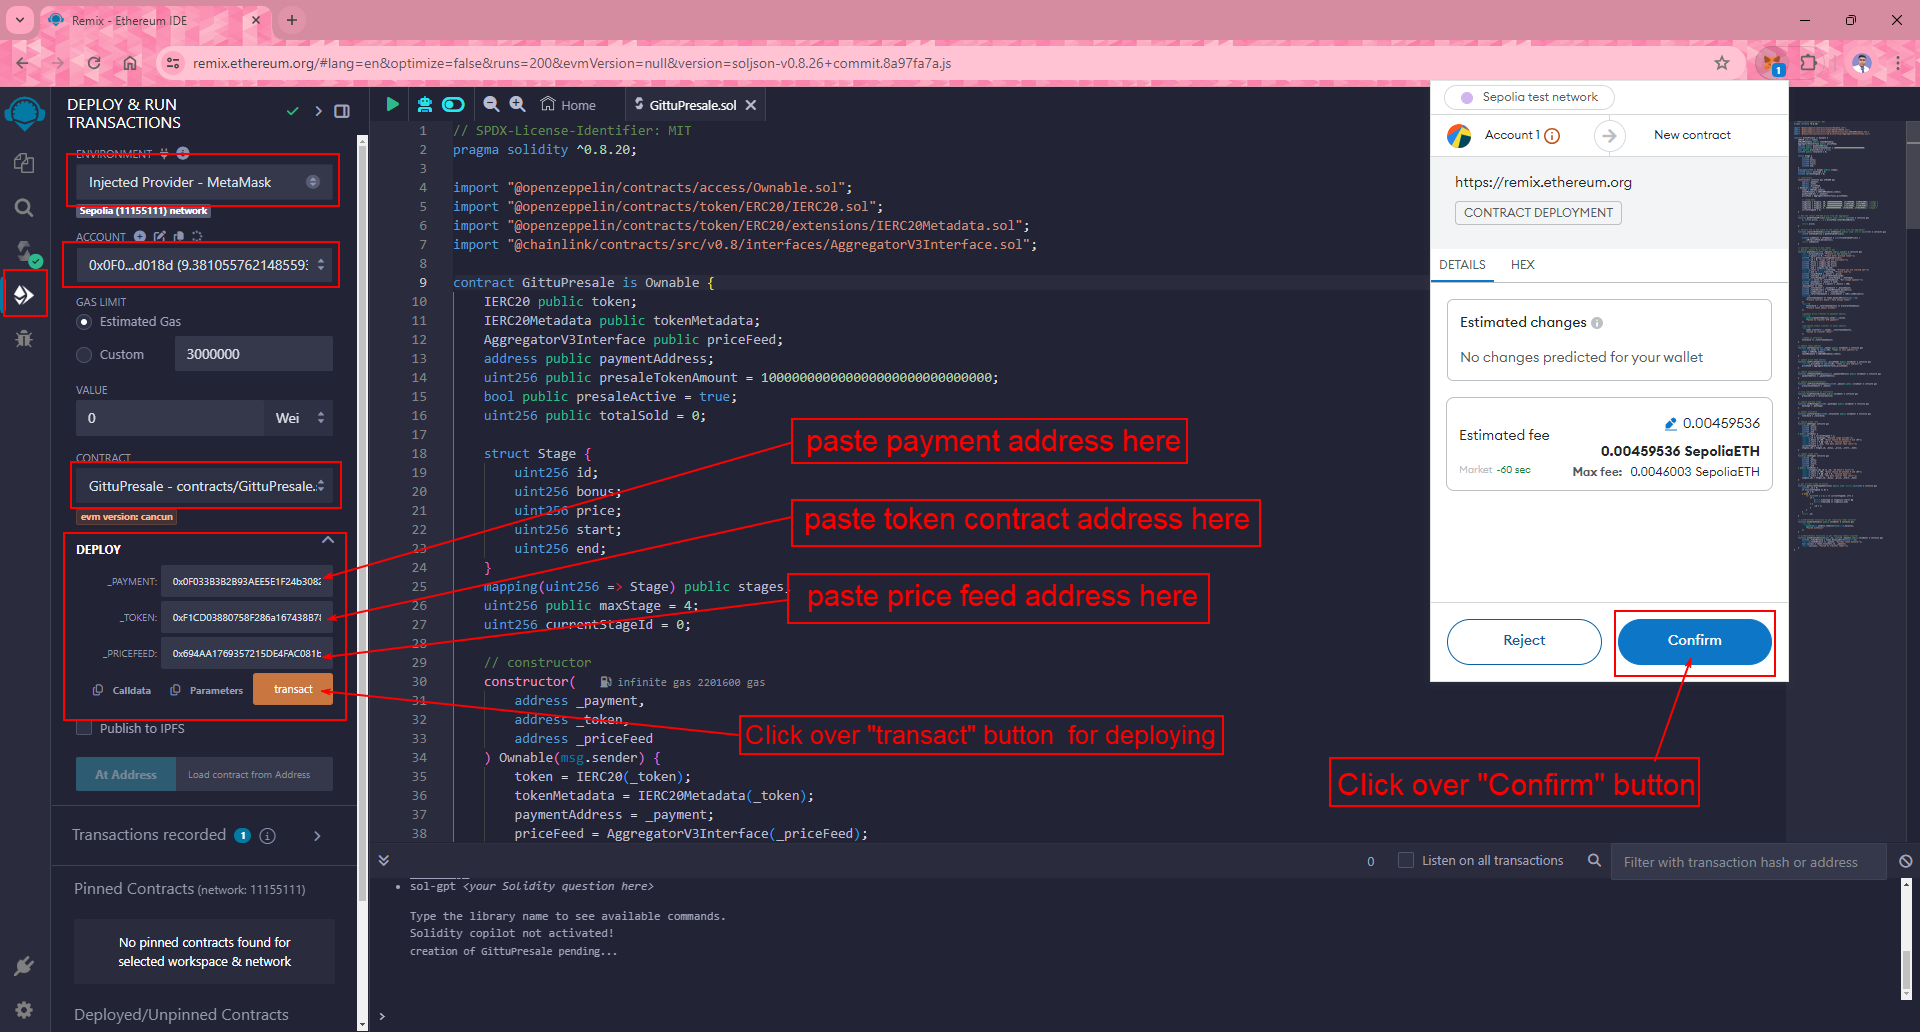 Remix - Ethereum IDE
remix.ethereum.org/#lang=en&optimize=false&runs=200&evmVersion=null&version=soljson-v0.8.26+commit.8a97fa7a.js
1
DEPLOY & RUN
TRANSACTIONS
ENVIRONMENT
Injected Provider - MetaMask
Sepolia (11155111) network
ACCOUNT
0x0F0...d018d (9.3810557621485593
GAS LIMIT
Estimated Gas
Custom
3000000
VALUE
0
Wei
CONTRACT
GittuPresale - contracts/GittuPresale.
evm version: cancun
DEPLOY
_PAYMENT:
0x0F033B3B2B93AEE5E1F24b3082
_TOKEN:
0xF1CD03880758F286a167438B78
_PRICEFEED:
0x694AA1769357215DE4FAC081b
Calldata
Parameters
transact
Publish to IPFS
At Address
Load contract from Address
Transactions recorded 1
Pinned Contracts (network: 11155111)
No pinned contracts found for
selected workspace & network
Deployed/Unpinned Contracts
Home
GittuPresale.sol
1 // SPDX-License-Identifier: MIT
2 pragma solidity ^0.8.20;
3
4 import "@openzeppelin/contracts/access/Ownable.sol";
5 import "@openzeppelin/contracts/token/ERC20/IERC20.sol";
6 import "@openzeppelin/contracts/token/ERC20/extensions/IERC20Metadata.sol";
7 import "@chainlink/contracts/src/v0.8/interfaces/AggregatorV3Interface.sol";
8
9 contract GittuPresale is Ownable {
10 IERC20 public token;
11 IERC20Metadata public tokenMetadata;
12 AggregatorV3Interface public priceFeed;
13 address public paymentAddress;
14 uint256 public presaleTokenAmount = 100000000000000000000000000000;
15 bool public presaleActive = true;
16 uint256 public totalSold = 0;
17
18 struct Stage {
19 uint256 id;
20 uint256 bonus;
21 uint256 price;
22 uint256 start;
23 uint256 end;
24 }
25 mapping(uint256 => Stage) public stages
26 uint256 public maxStage = 4;
27 uint256 currentStageId = 0;
28
29 // constructor
30 constructor( infinite gas 2201600 gas
31 address _payment,
32 address _token,
33 address _priceFeed
34 ) Ownable(msg.sender) {
35 token = IERC20(_token);
36 tokenMetadata = IERC20Metadata(_token);
37 paymentAddress = _payment;
38 priceFeed = AggregatorV3Interface(_priceFeed);
paste payment address here
paste token contract address here
paste price feed address here
Click over "transact" button for deploying
Click over "Confirm" button
Sepolia test network
Account 1
New contract
https://remix.ethereum.org
CONTRACT DEPLOYMENT
DETAILS
HEX
Estimated changes
No changes predicted for your wallet
Estimated fee
0.00459536
0.00459536 SepoliaETH
Market ~60 sec
Max fee: 0.0046003 SepoliaETH
Reject
Confirm
0
Listen on all transactions
Filter with transaction hash or address
• sol-gpt <your Solidity question here>
Type the library name to see available commands.
Solidity copilot not activated!
creation of GittuPresale pending...
>